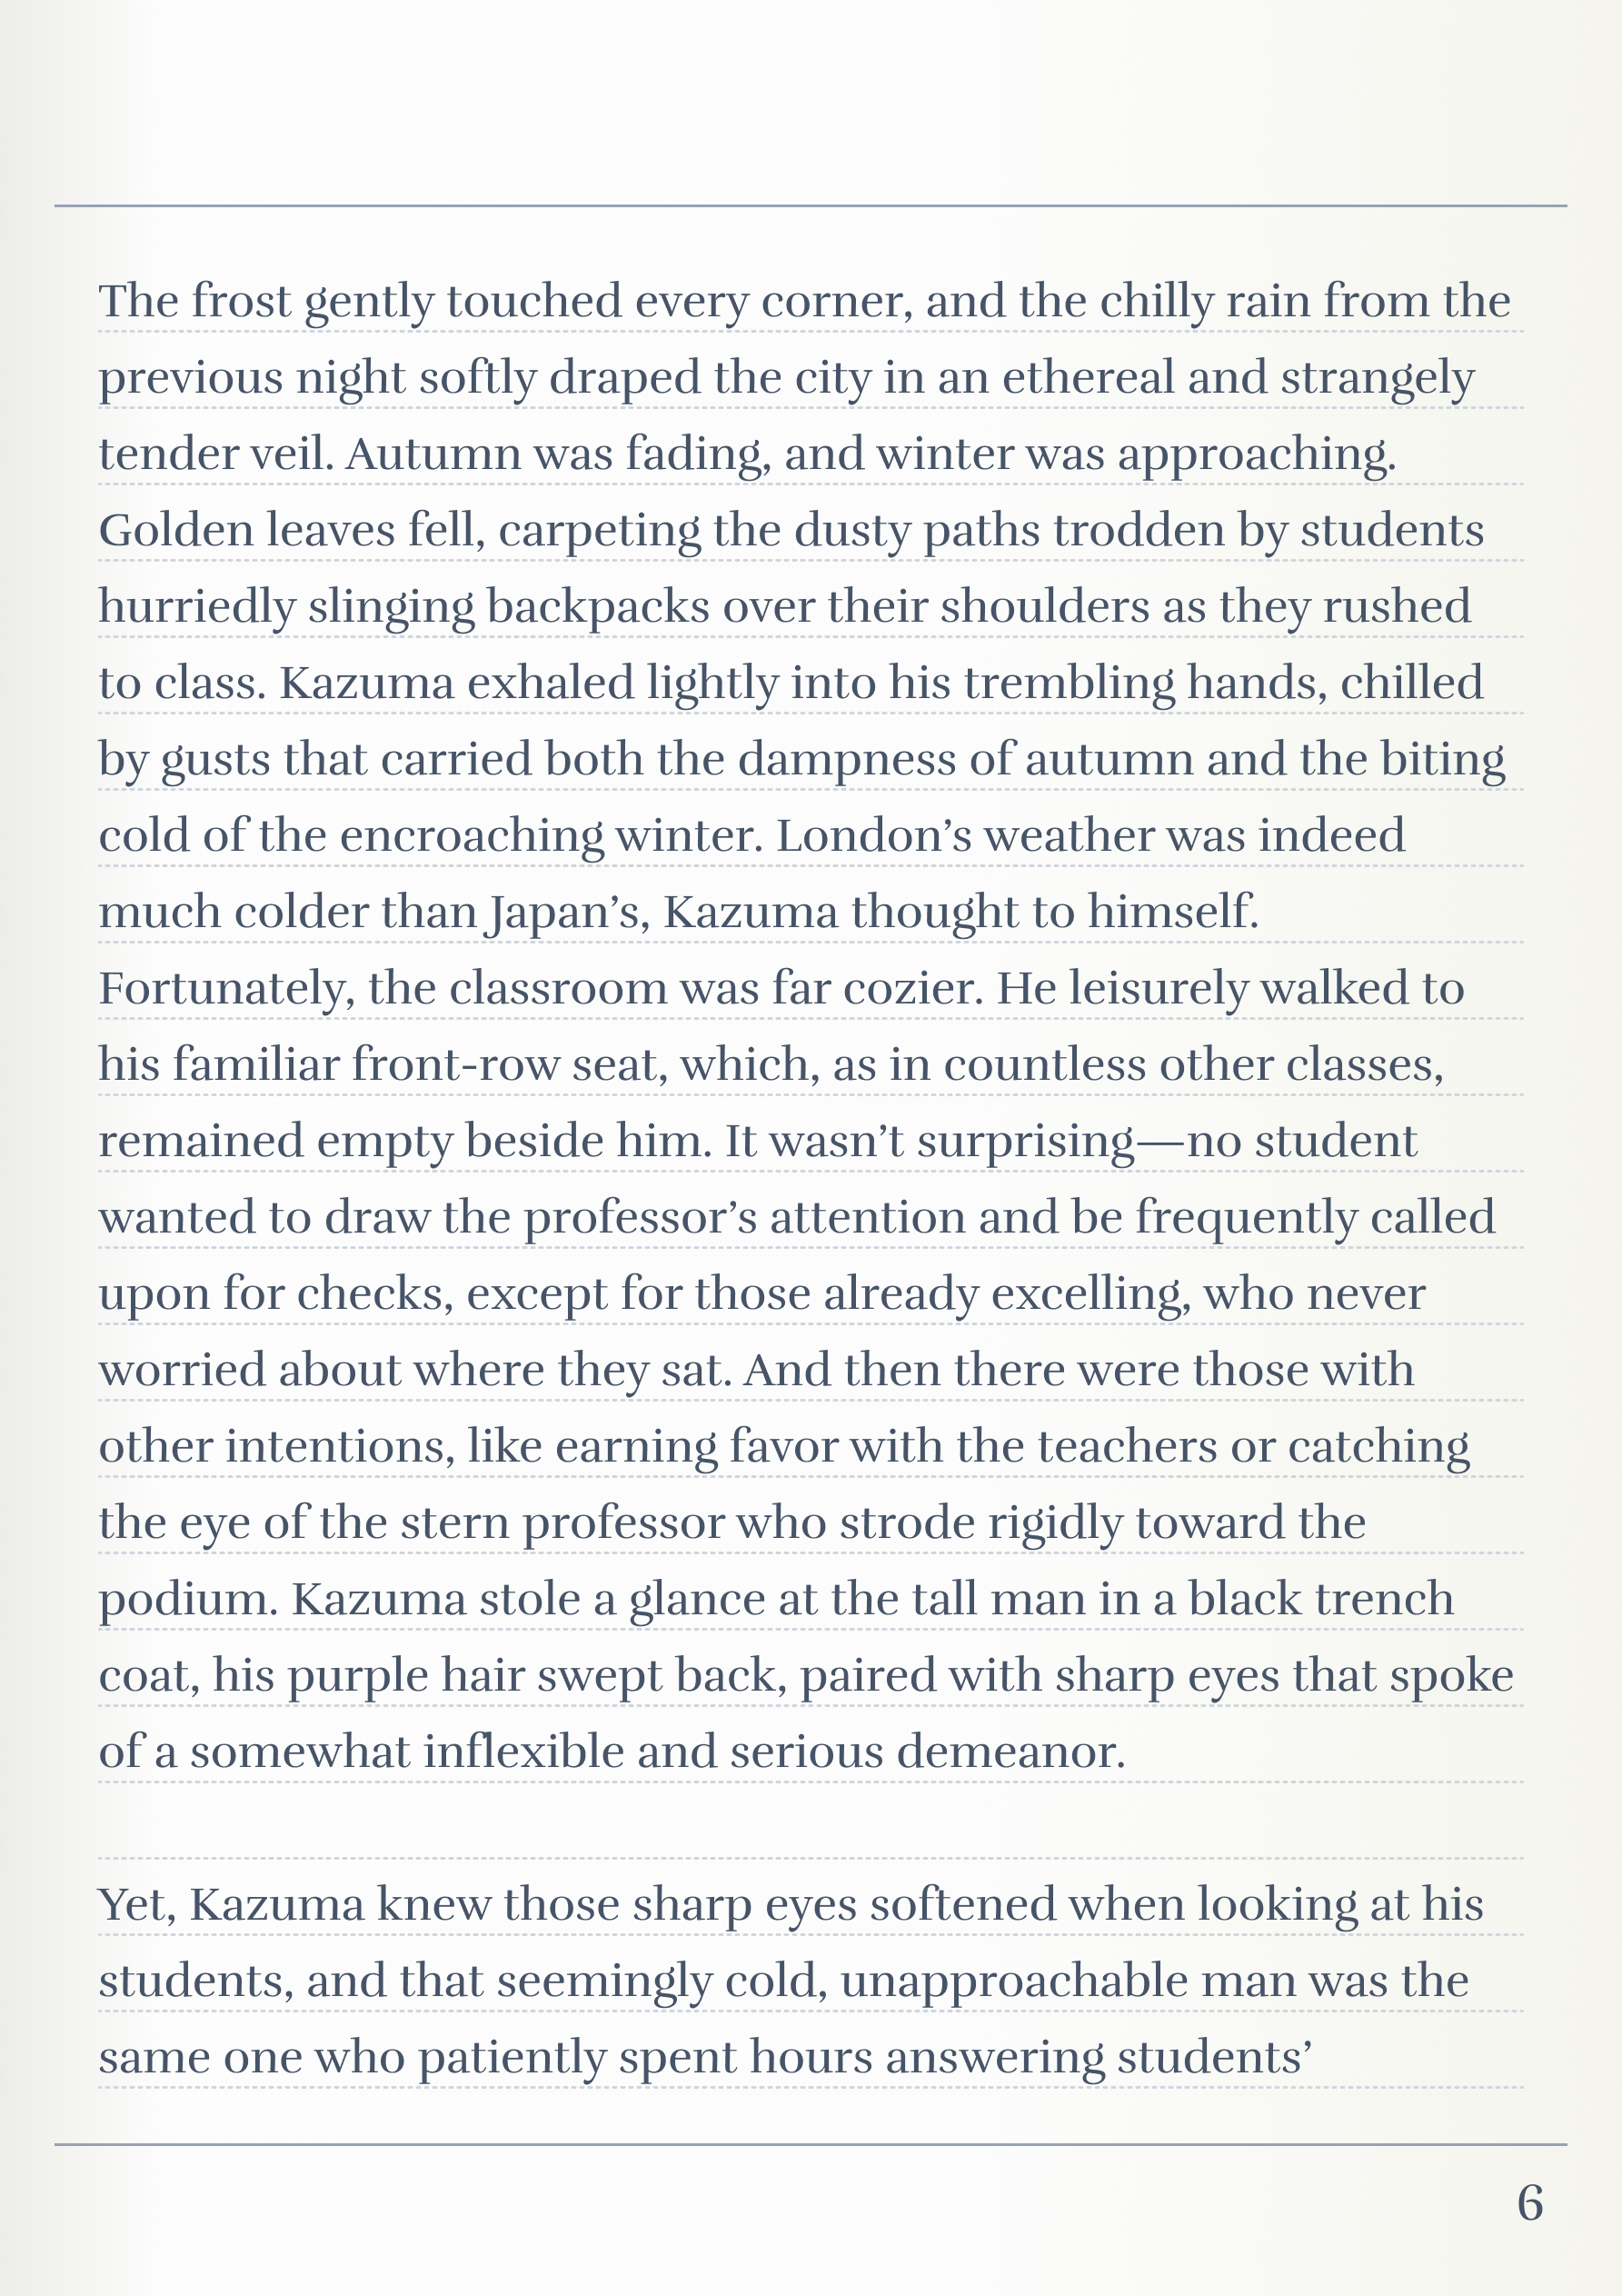 The frost gently touched every corner, and the chilly rain from the
previous night softly draped the city in an ethereal and strangely
tender veil. Autumn was fading, and winter was approaching.
Golden leaves fell, carpeting the dusty paths trodden by students
hurriedly slinging backpacks over their shoulders as they rushed
to class. Kazuma exhaled lightly into his trembling hands, chilled
by gusts that carried both the dampness of autumn and the biting
cold of the encroaching winter. London’s weather was indeed
much colder than Japan’s, Kazuma thought to himself.
Fortunately, the classroom was far cozier. He leisurely walked to
his familiar front-row seat, which, as in countless other classes,
remained empty beside him. It wasn’t surprising—no student
wanted to draw the professor’s attention and be frequently called
upon for checks, except for those already excelling, who never
worried about where they sat. And then there were those with
other intentions, like earning favor with the teachers or catching
the eye of the stern professor who strode rigidly toward the
podium. Kazuma stole a glance at the tall man in a black trench
coat, his purple hair swept back, paired with sharp eyes that spoke
of a somewhat inflexible and serious demeanor.
Yet, Kazuma knew those sharp eyes softened when looking at his
students, and that seemingly cold, unapproachable man was the
same one who patiently spent hours answering students’
6